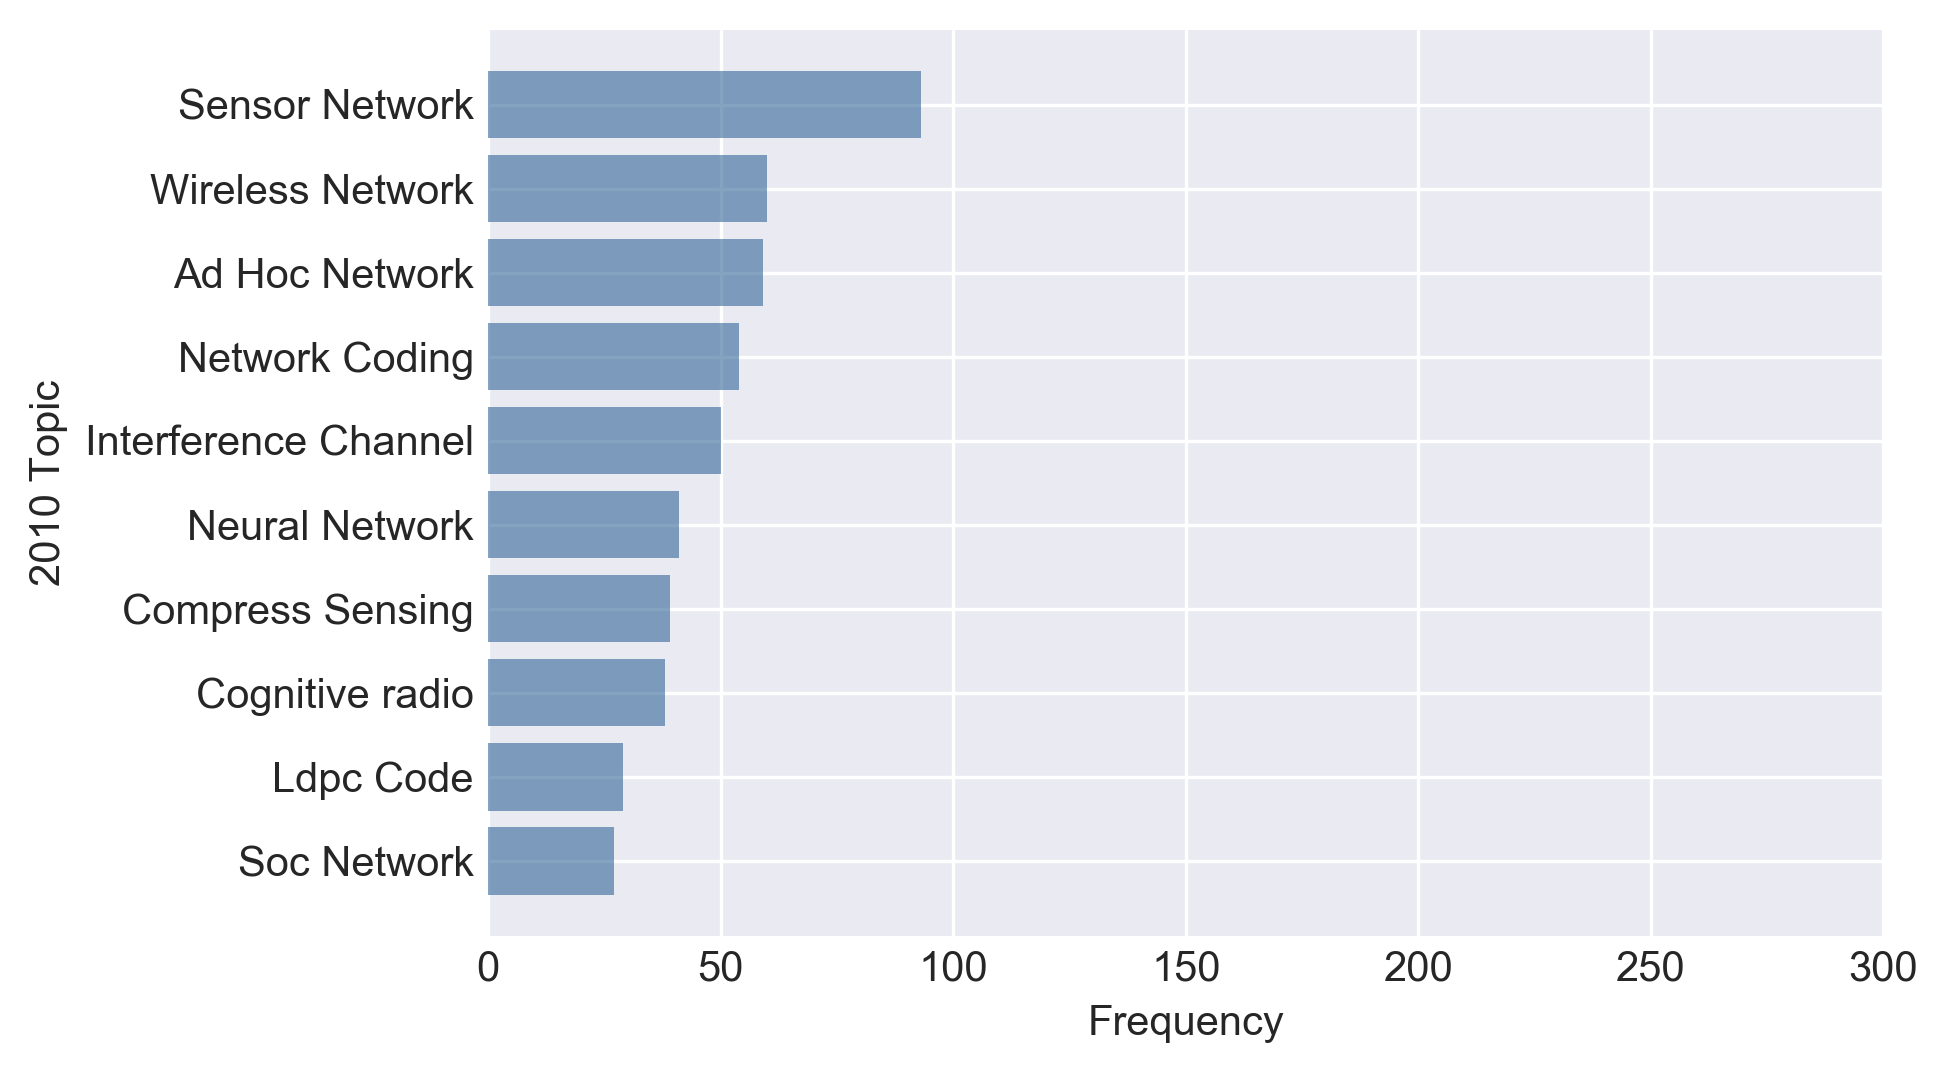 Sensor Network
Wireless Network
Ad Hoc Network
Network Coding
Interference Channel
Neural Network
Compress Sensing
Cognitive radio
Ldpc Code
Soc Network
2010 Topic
0 50 100 150 200 250 300
Frequency